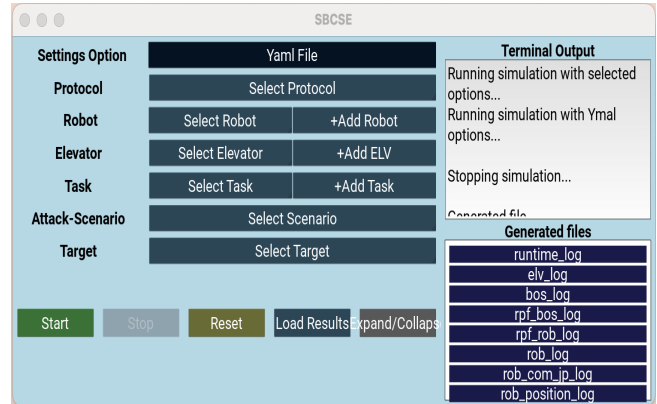 SBCSE
Settings Option
Yaml File
Protocol
Select Protocol
Robot
Select Robot
+Add Robot
Elevator
Select Elevator
+Add ELV
Task
Select Task
+Add Task
Attack-Scenario
Select Scenario
Target
Select Target
Start
Stop
Reset
Load Results
Expand/Collaps
Terminal Output
Running simulation with selected
options...
Running simulation with Ymal
options...
Stopping simulation...
Generated file
Generated files
runtime_log
elv_log
bos_log
rpf_bos_log
rpf_rob_log
rob_log
rob_com_jp_log
rob_position_log